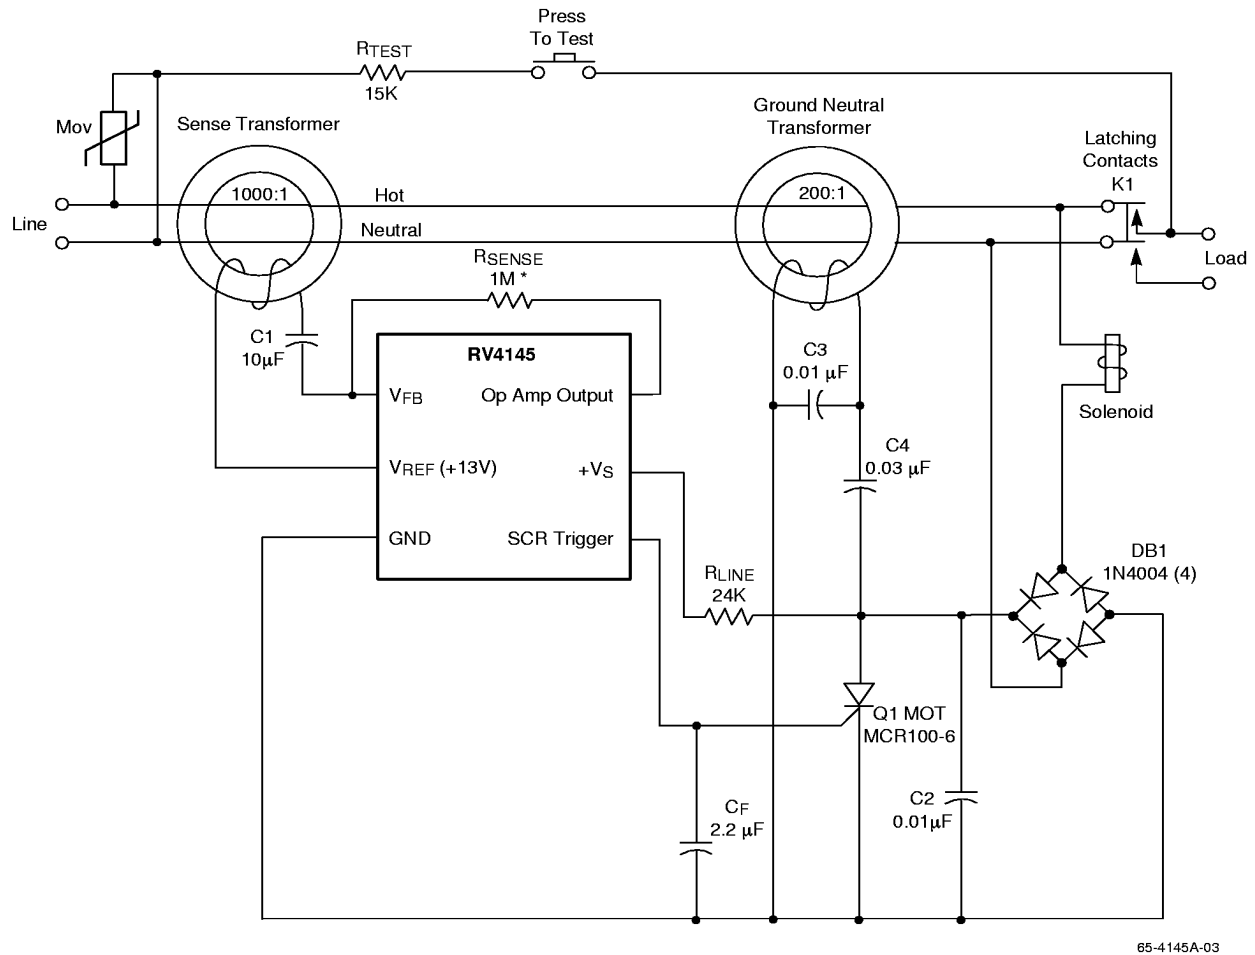 Press
To Test
RTEST
15K
Mov
Sense Transformer
Ground Neutral
Transformer
Latching
Contacts
K1
1000:1
Hot
200:1
Line
Neutral
Load
RSENSE
1M *
C1
10µF
RV4145
C3
0.01 µF
VFB
Op Amp Output
Solenoid
C4
0.03 µF
VREF (+13V)
+VS
GND
SCR Trigger
DB1
1N4004 (4)
RLINE
24K
Q1 MOT
MCR100-6
CF
2.2 µF
C2
0.01µF
65-4145A-03